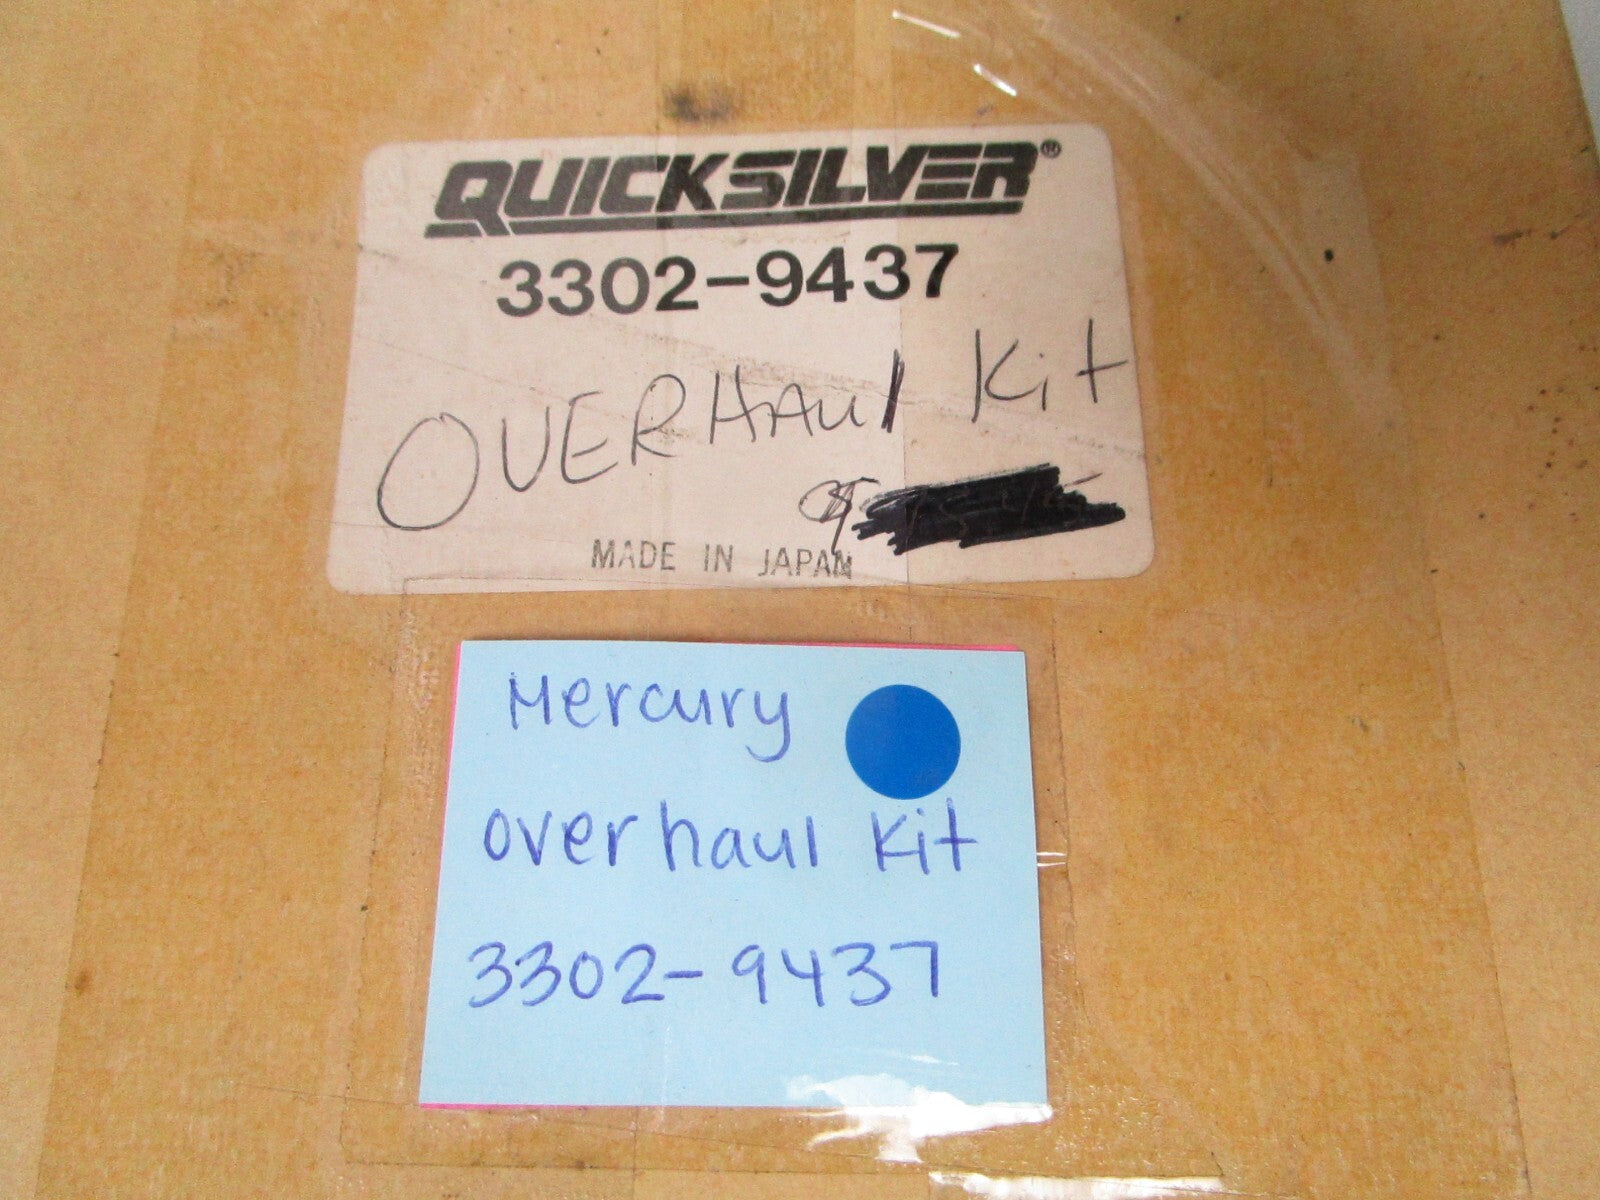 QUICKSILVER®
3302-9437
OVERHAul Kit
MADE IN JAPAN
Mercury
overhaul Kit
3302-9437